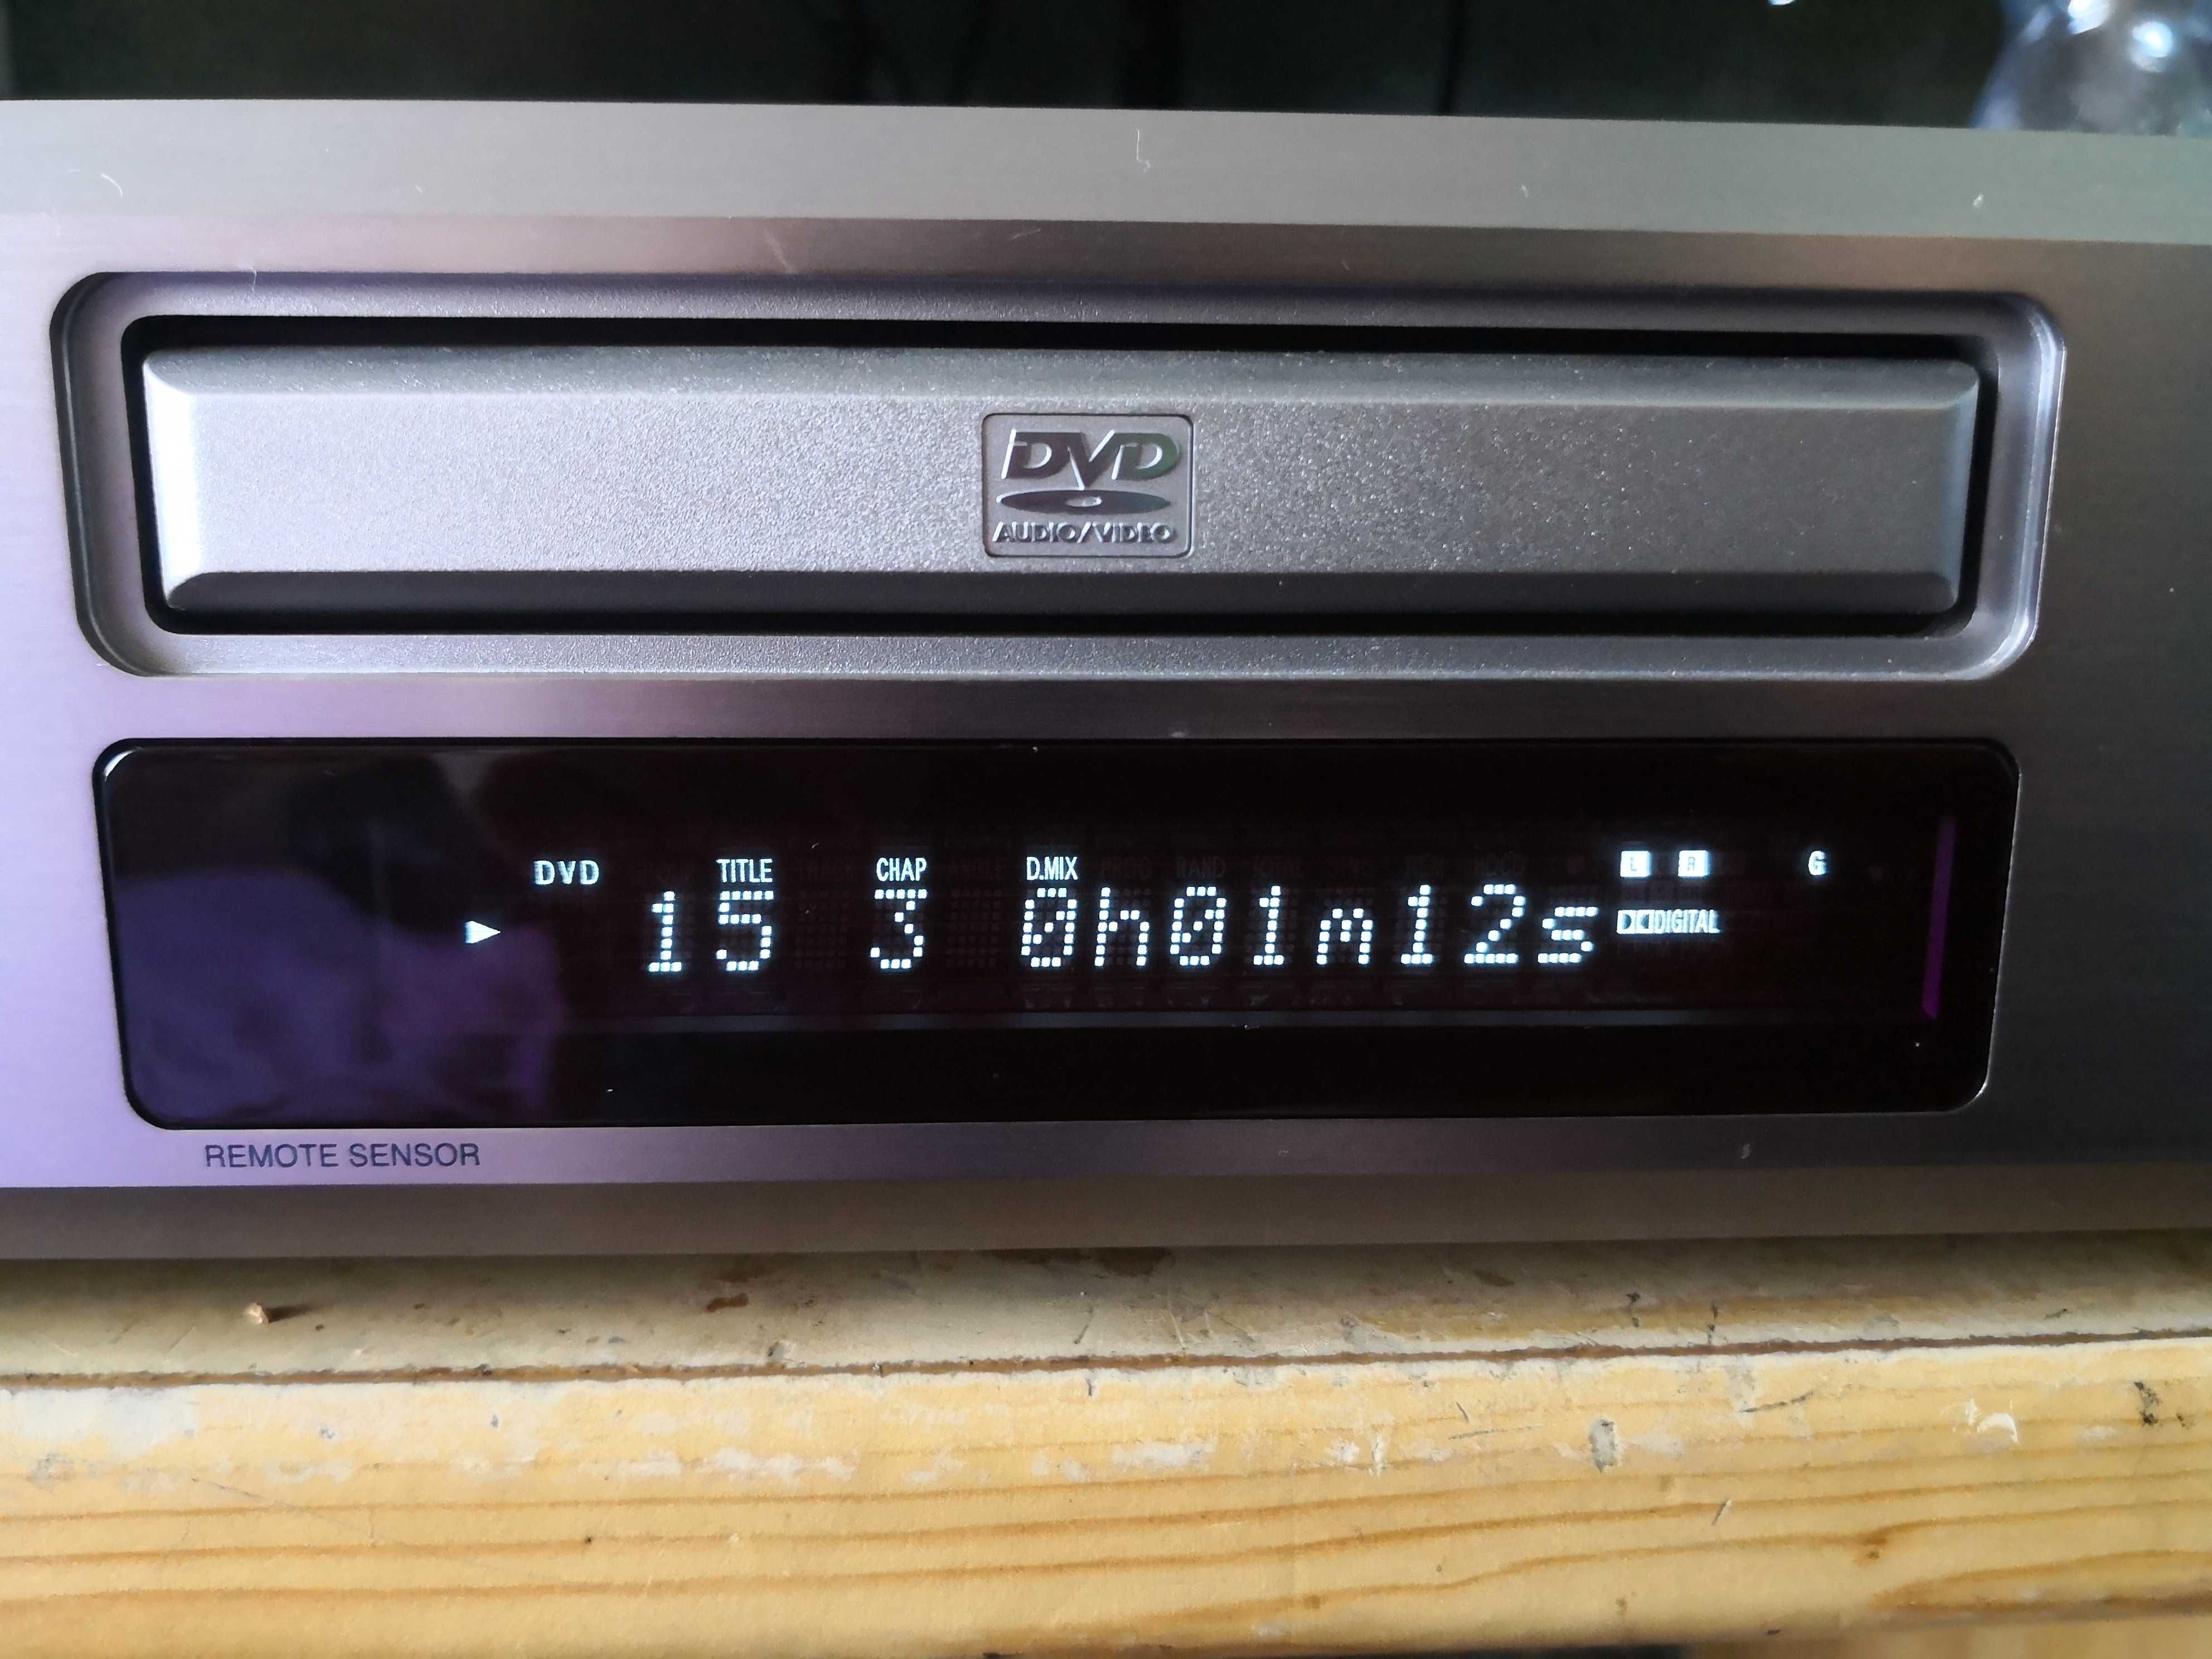 DVD
AUDIO/VIDEO
DVD TITLE CHAP D.MIX L R G
15 3 0h01m12s DIGITAL
REMOTE SENSOR